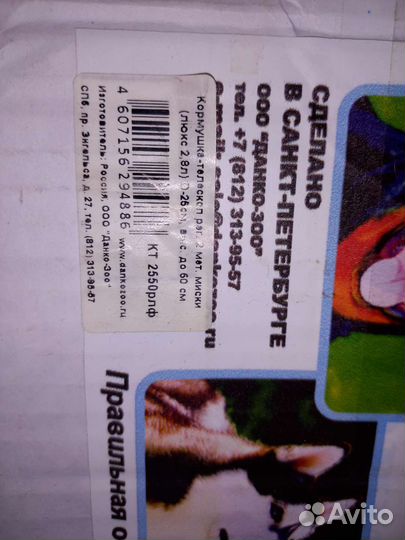 СДЕЛАНО
В САНКТ-ПЕТЕРБУРГЕ
ООО "ДАНКО-ЗОО"
тел. +7 (812) 313-95-57
Кормушка-телескоп рег. 2 мет. миски
(люкс 2,8л) D-26см, выс. до 60 см
КТ 2550рлф
4 607156 294886
www.dankozoo.ru
Изготовитель: Россия, ООО "Данко-Зоо"
СПб, пр. Энгельса, д. 27, тел. (812) 313-95-57
Правильная о
Avito